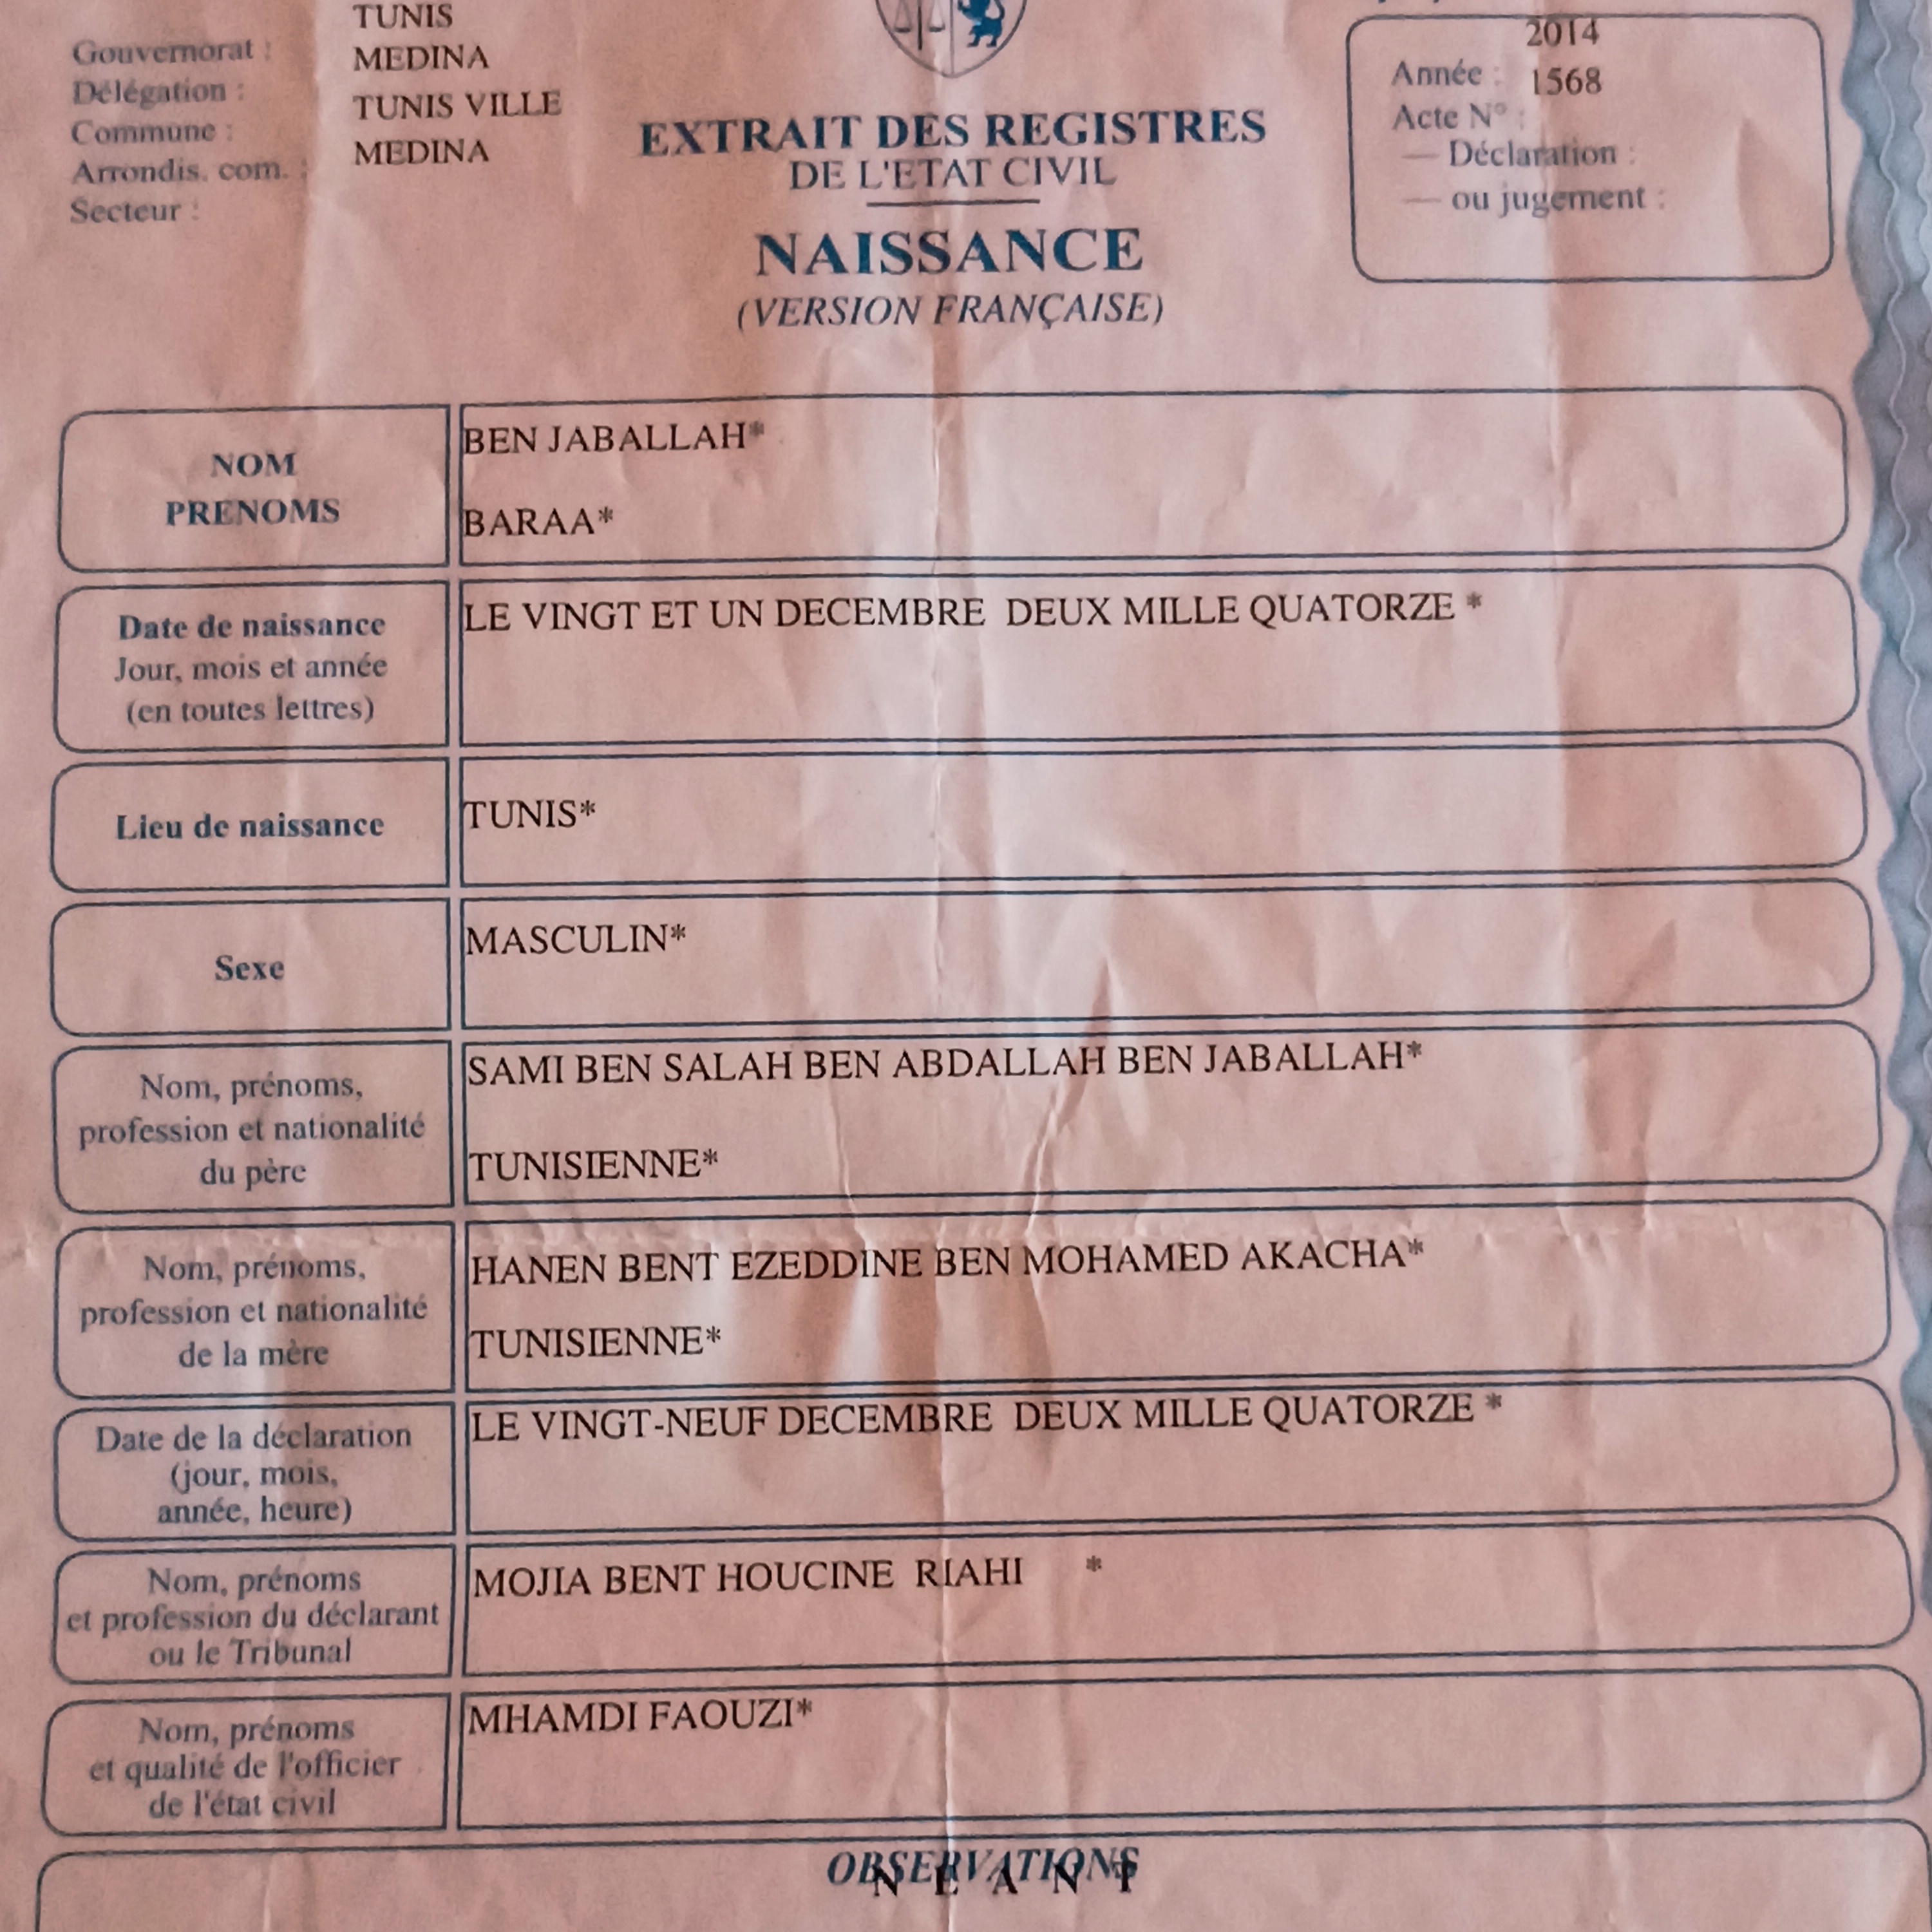 TUNIS
Gouvernorat : MEDINA
Délégation : TUNIS VILLE
Commune :
Arrondis. com. : MEDINA
Secteur :
EXTRAIT DES REGISTRES
DE L'ETAT CIVIL
NAISSANCE
(VERSION FRANÇAISE)
2014
Année : 1568
Acte N° :
— Déclaration :
— ou jugement :
NOM
PRENOMS
BEN JABALLAH*
BARAA*
Date de naissance
Jour, mois et année
(en toutes lettres)
LE VINGT ET UN DECEMBRE DEUX MILLE QUATORZE *
Lieu de naissance
TUNIS*
Sexe
MASCULIN*
Nom, prénoms,
profession et nationalité
du père
SAMI BEN SALAH BEN ABDALLAH BEN JABALLAH*
TUNISIENNE*
Nom, prénoms,
profession et nationalité
de la mère
HANEN BENT EZEDDINE BEN MOHAMED AKACHA*
TUNISIENNE*
Date de la déclaration
(jour, mois,
année, heure)
LE VINGT-NEUF DECEMBRE DEUX MILLE QUATORZE *
Nom, prénoms
et profession du déclarant
ou le Tribunal
MOJIA BENT HOUCINE RIAHI *
Nom, prénoms
et qualité de l'officier
de l'état civil
MHAMDI FAOUZI*
OBSERVATIONS
N E A N T